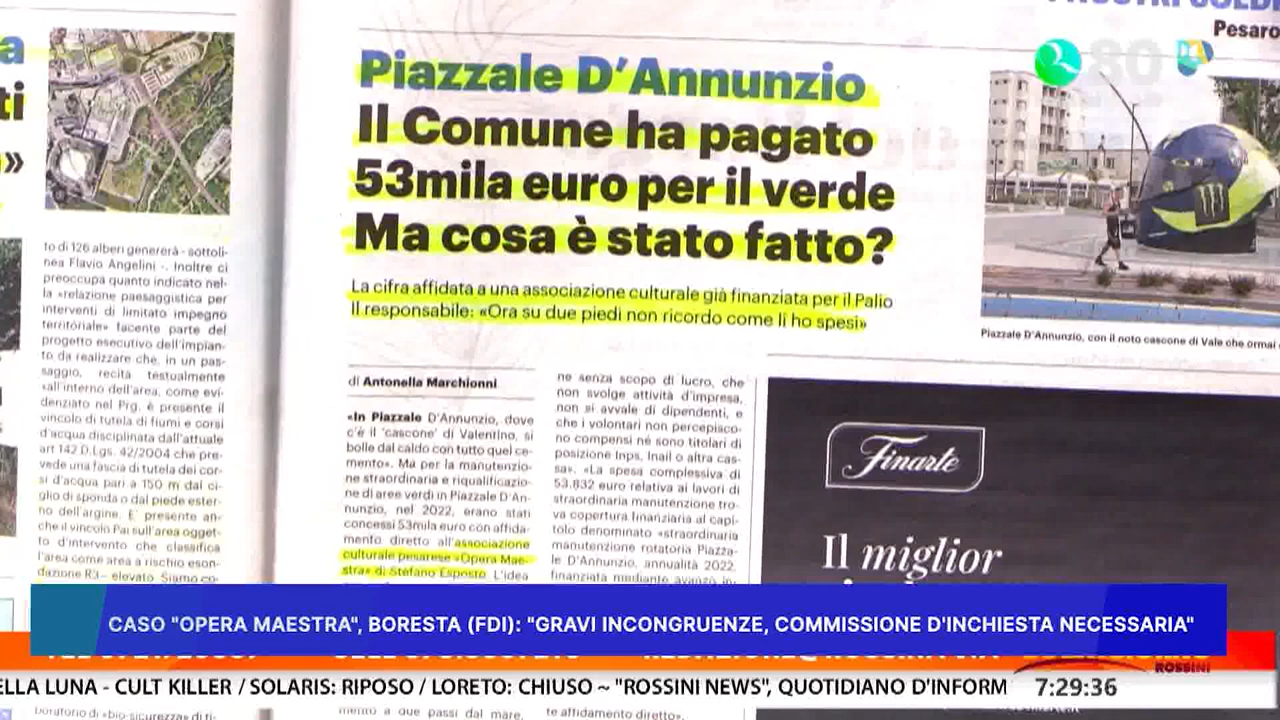 Pesaro
80
a
ti
»
Piazzale D'Annunzio
Il Comune ha pagato
53mila euro per il verde
Ma cosa è stato fatto?
La cifra affidata a una associazione culturale già finanziata per il Palio
Il responsabile: «Ora su due piedi non ricordo come li ho spesi»
Piazzale D'Annunzio, con il noto cascone di Vale che ormai
to di 126 alberi genererà - sottoli-
nea Flavio Angelini -. Inoltre ci
preoccupa quanto indicato nel-
la «relazione paesaggistica per
interventi di limitato impegno
territoriale» facente parte del
progetto esecutivo dell'impian-
to da realizzare che, in un pas-
saggio, recita testualmente
«all'interno dell'area, come evi-
denziato nel Prg, è presente il
vincolo di tutela di fiumi e corsi
d'acqua disciplinata dall'attuale
art 142 D.Lgs. 42/2004 che pre-
vede una fascia di tutela dei cor-
si d'acqua pari a 150 m dal ci-
glio di sponda o dal piede ester-
no dell'argine. E' presente an-
che il vincolo Pai sull'area ogget-
to d'intervento che classifica
l'area come area a rischio eson-
dazione R3 – elevato. Siamo co-
di Antonella Marchionni
«In Piazzale D'Annunzio, dove
c'è il 'cascone' di Valentino, si
bolle dal caldo con tutto quel ce-
mento». Ma per la manutenzio-
ne straordinaria e riqualificazio-
ne di aree verdi in Piazzale D'An-
nunzio, nel 2022, erano stati
concessi 53mila euro con affida-
mento diretto all'associazione
culturale pesarese «Opera Mae-
stra» di Stefano Esposto. L'idea
ne senza scopo di lucro, che
non svolge attività d'impresa,
non si avvale di dipendenti, e
che i volontari non percepisco-
no compensi né sono titolari di
posizione Inps, Inail o altra cas-
sa». «La spesa complessiva di
53.832 euro relativa ai lavori di
straordinaria manutenzione tro-
va copertura finanziaria al capi-
tolo denominato «straordinaria
manutenzione rotatoria Piazza-
le D'Annunzio, annualità 2022,
finanziata mediante avanzo in-
Finarte
Il miglior
CASO "OPERA MAESTRA", BORESTA (FDI): "GRAVI INCONGRUENZE, COMMISSIONE D'INCHIESTA NECESSARIA"
ROSSINI
ELLA LUNA - CULT KILLER / SOLARIS: RIPOSO / LORETO: CHIUSO ~ "ROSSINI NEWS", QUOTIDIANO D'INFORM
7:29:36
mento a due passi dal mare,
te affidamento diretto».